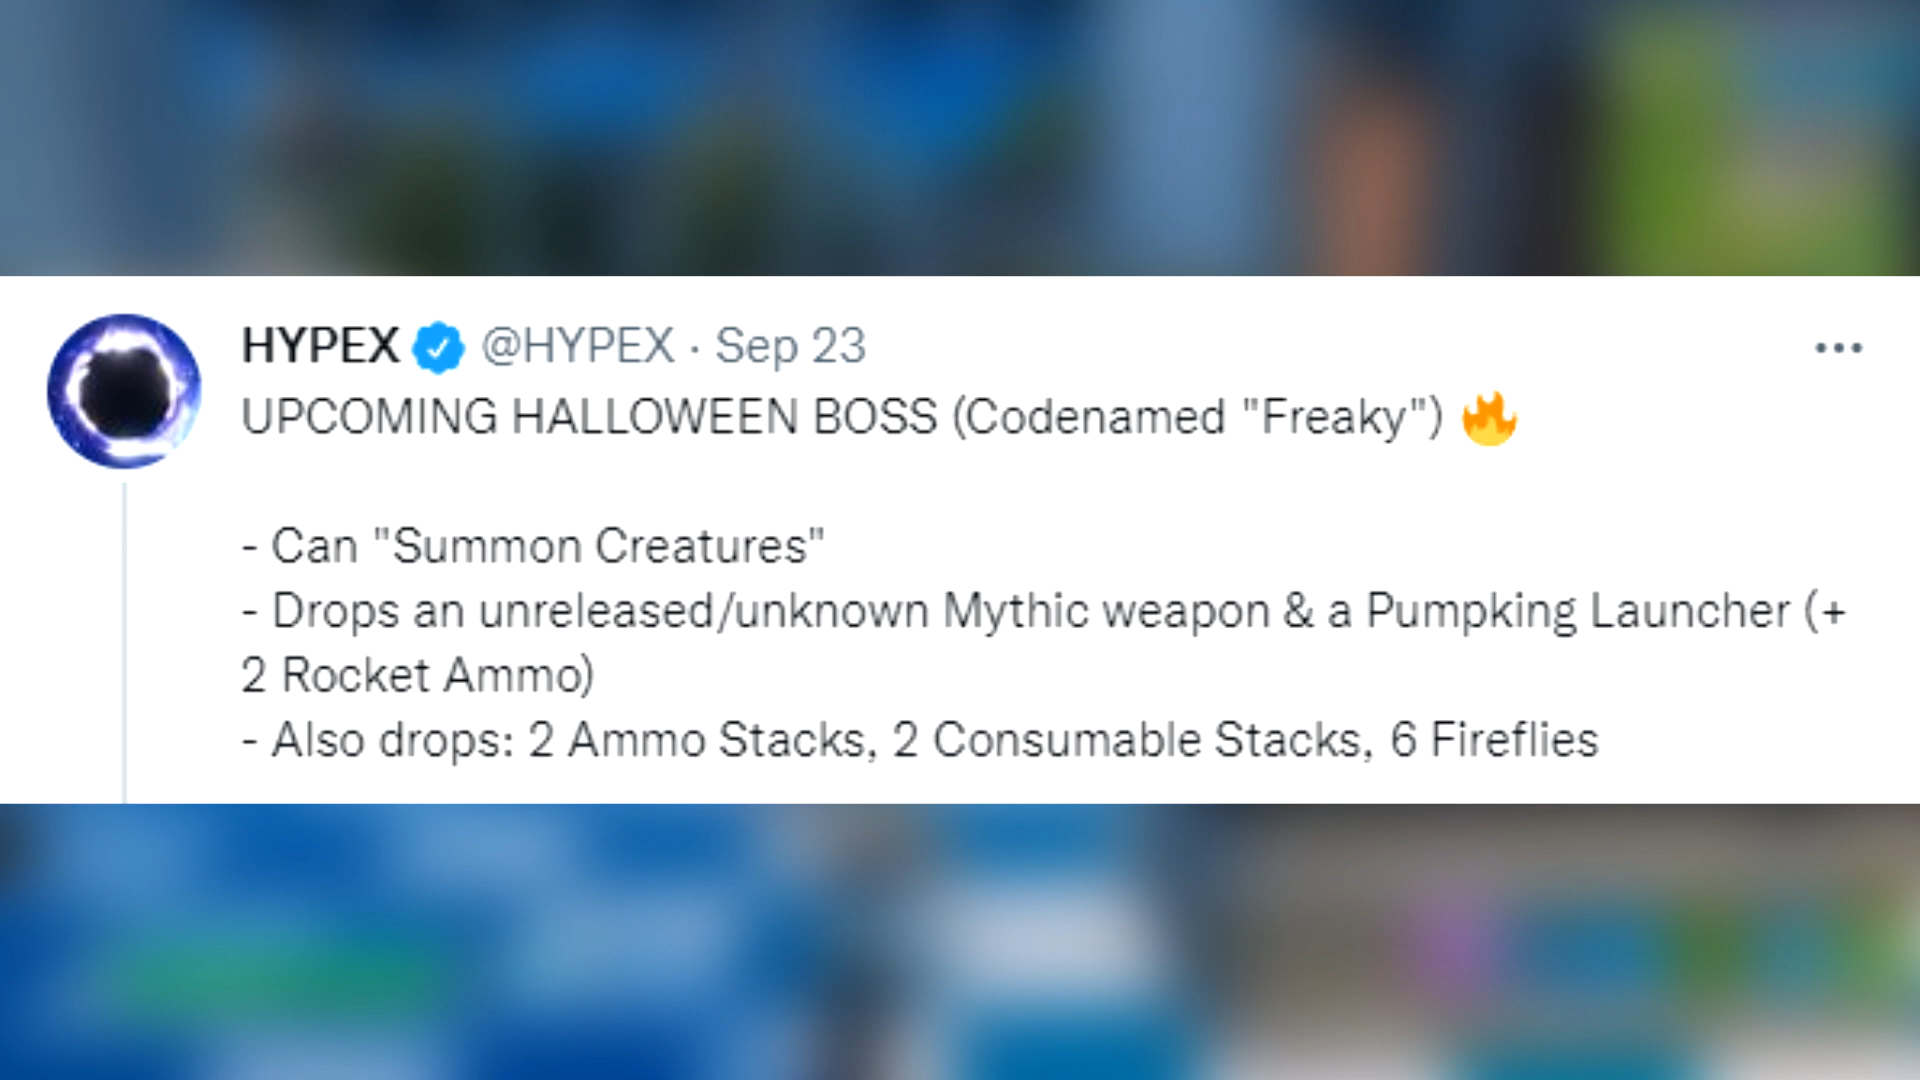 HYPEX @HYPEX · Sep 23
UPCOMING HALLOWEEN BOSS (Codenamed "Freaky") 🔥
- Can "Summon Creatures"
- Drops an unreleased/unknown Mythic weapon & a Pumpking Launcher (+
2 Rocket Ammo)
- Also drops: 2 Ammo Stacks, 2 Consumable Stacks, 6 Fireflies